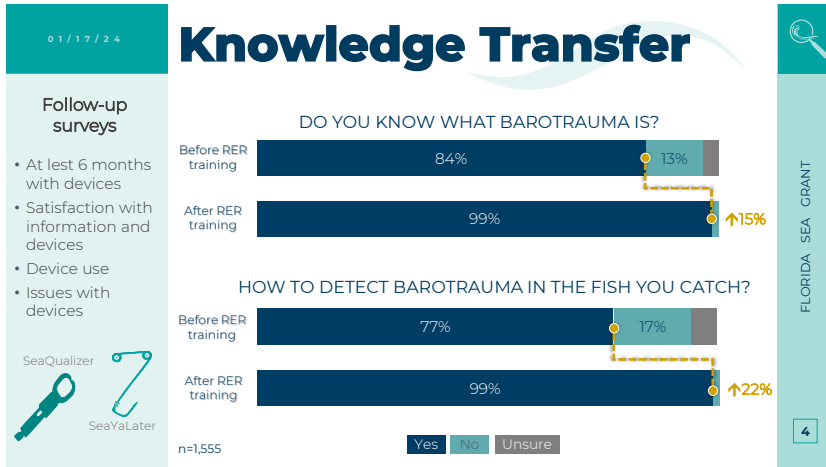 01/17/24
Knowledge Transfer
Follow-up
surveys
• At lest 6 months
with devices
• Satisfaction with
information and
devices
• Device use
• Issues with
devices
SeaQualizer
SeaYaLater
DO YOU KNOW WHAT BAROTRAUMA IS?
Before RER
training
84%
13%
After RER
training
99%
↑15%
HOW TO DETECT BAROTRAUMA IN THE FISH YOU CATCH?
Before RER
training
77%
17%
After RER
training
99%
↑22%
n=1,555
Yes
No
Unsure
FLORIDA SEA GRANT
4